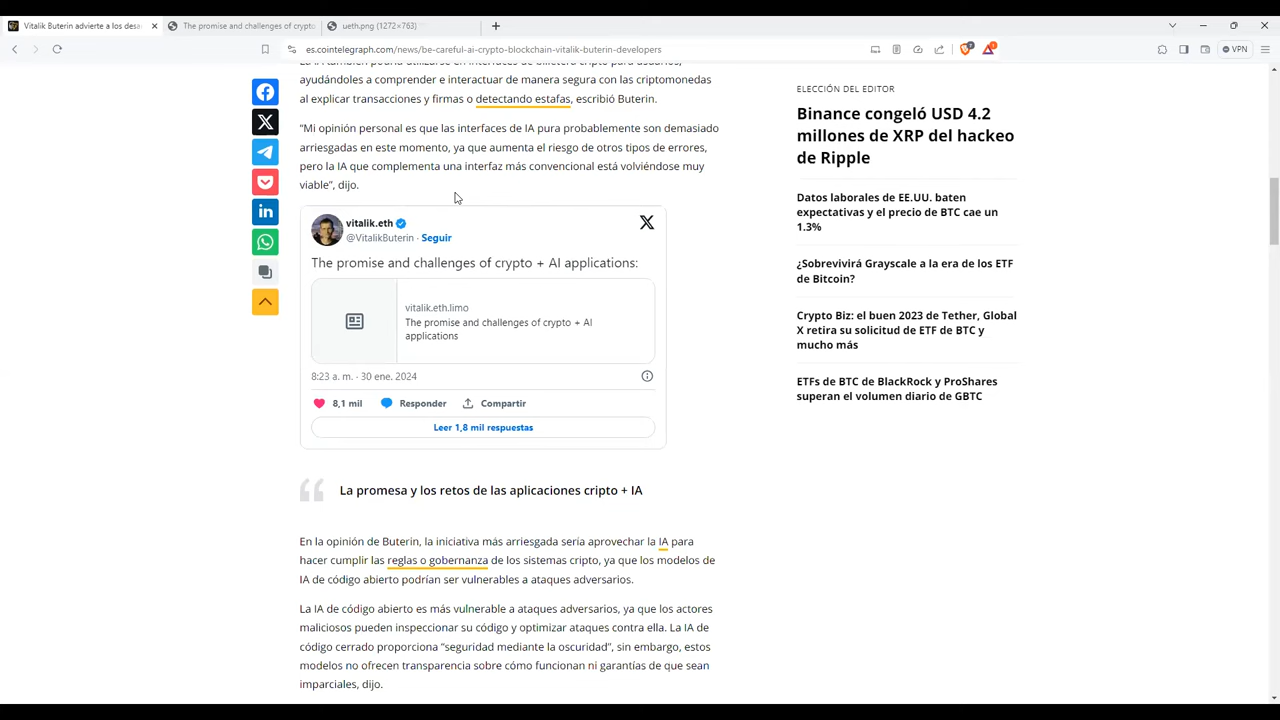 Vitalik Buterin advierte a los desa
The promise and challenges of crypto
ueth.png (1272×763)
es.cointelegraph.com/news/be-careful-ai-crypto-blockchain-vitalik-buterin-developers
VPN
ayudándoles a comprender e interactuar de manera segura con las criptomonedas
al explicar transacciones y firmas o detectando estafas, escribió Buterin.
"Mi opinión personal es que las interfaces de IA pura probablemente son demasiado
arriesgadas en este momento, ya que aumenta el riesgo de otros tipos de errores,
pero la IA que complementa una interfaz más convencional está volviéndose muy
viable", dijo.
vitalik.eth
@VitalikButerin · Seguir
The promise and challenges of crypto + AI applications:
vitalik.eth.limo
The promise and challenges of crypto + AI
applications
8:23 a. m. · 30 ene. 2024
8,1 mil Responder Compartir
Leer 1,8 mil respuestas
La promesa y los retos de las aplicaciones cripto + IA
En la opinión de Buterin, la iniciativa más arriesgada sería aprovechar la IA para
hacer cumplir las reglas o gobernanza de los sistemas cripto, ya que los modelos de
IA de código abierto podrían ser vulnerables a ataques adversarios.
La IA de código abierto es más vulnerable a ataques adversarios, ya que los actores
maliciosos pueden inspeccionar su código y optimizar ataques contra ella. La IA de
código cerrado proporciona "seguridad mediante la oscuridad", sin embargo, estos
modelos no ofrecen transparencia sobre cómo funcionan ni garantías de que sean
imparciales, dijo.
ELECCIÓN DEL EDITOR
Binance congeló USD 4.2
millones de XRP del hackeo
de Ripple
Datos laborales de EE.UU. baten
expectativas y el precio de BTC cae un
1.3%
¿Sobrevivirá Grayscale a la era de los ETF
de Bitcoin?
Crypto Biz: el buen 2023 de Tether, Global
X retira su solicitud de ETF de BTC y
mucho más
ETFs de BTC de BlackRock y ProShares
superan el volumen diario de GBTC